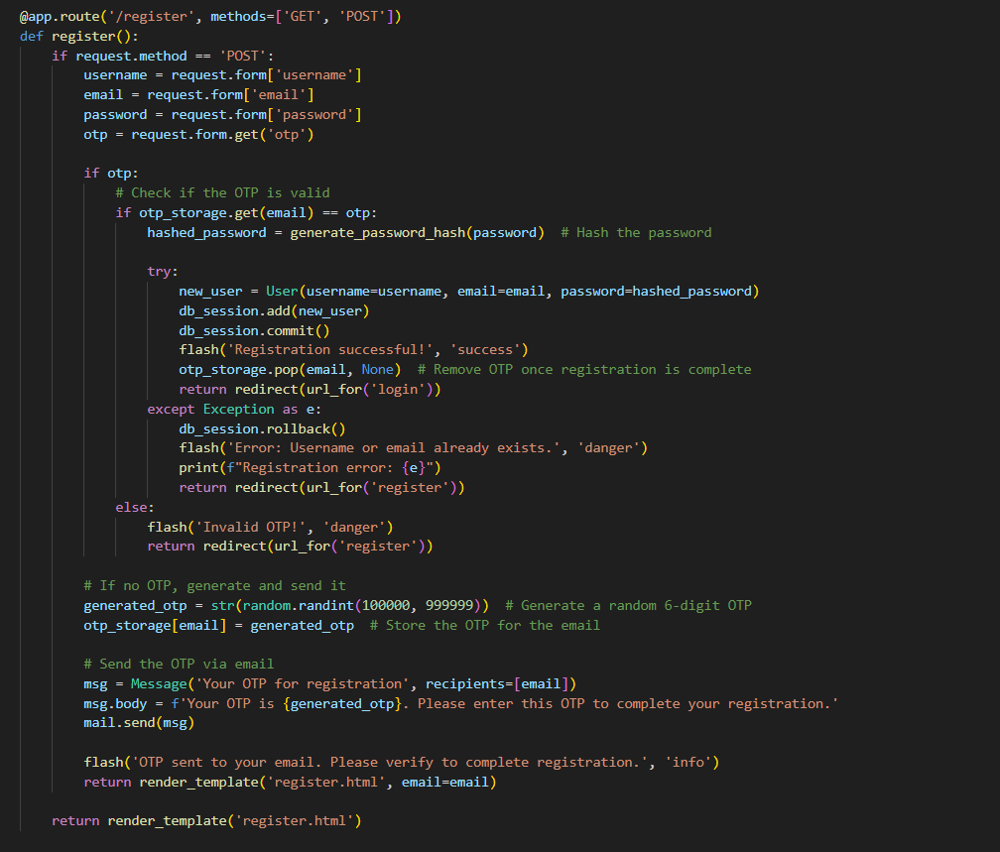 @app.route('/register', methods=['GET', 'POST'])
def register():
    if request.method == 'POST':
        username = request.form['username']
        email = request.form['email']
        password = request.form['password']
        otp = request.form.get('otp')

        if otp:
            # Check if the OTP is valid
            if otp_storage.get(email) == otp:
                hashed_password = generate_password_hash(password)  # Hash the password

                try:
                    new_user = User(username=username, email=email, password=hashed_password)
                    db_session.add(new_user)
                    db_session.commit()
                    flash('Registration successful!', 'success')
                    otp_storage.pop(email, None)  # Remove OTP once registration is complete
                    return redirect(url_for('login'))
                except Exception as e:
                    db_session.rollback()
                    flash('Error: Username or email already exists.', 'danger')
                    print(f"Registration error: {e}")
                    return redirect(url_for('register'))
            else:
                flash('Invalid OTP!', 'danger')
                return redirect(url_for('register'))

        # If no OTP, generate and send it
        generated_otp = str(random.randint(100000, 999999))  # Generate a random 6-digit OTP
        otp_storage[email] = generated_otp  # Store the OTP for the email

        # Send the OTP via email
        msg = Message('Your OTP for registration', recipients=[email])
        msg.body = f'Your OTP is {generated_otp}. Please enter this OTP to complete your registration.'
        mail.send(msg)

        flash('OTP sent to your email. Please verify to complete registration.', 'info')
        return render_template('register.html', email=email)

    return render_template('register.html')